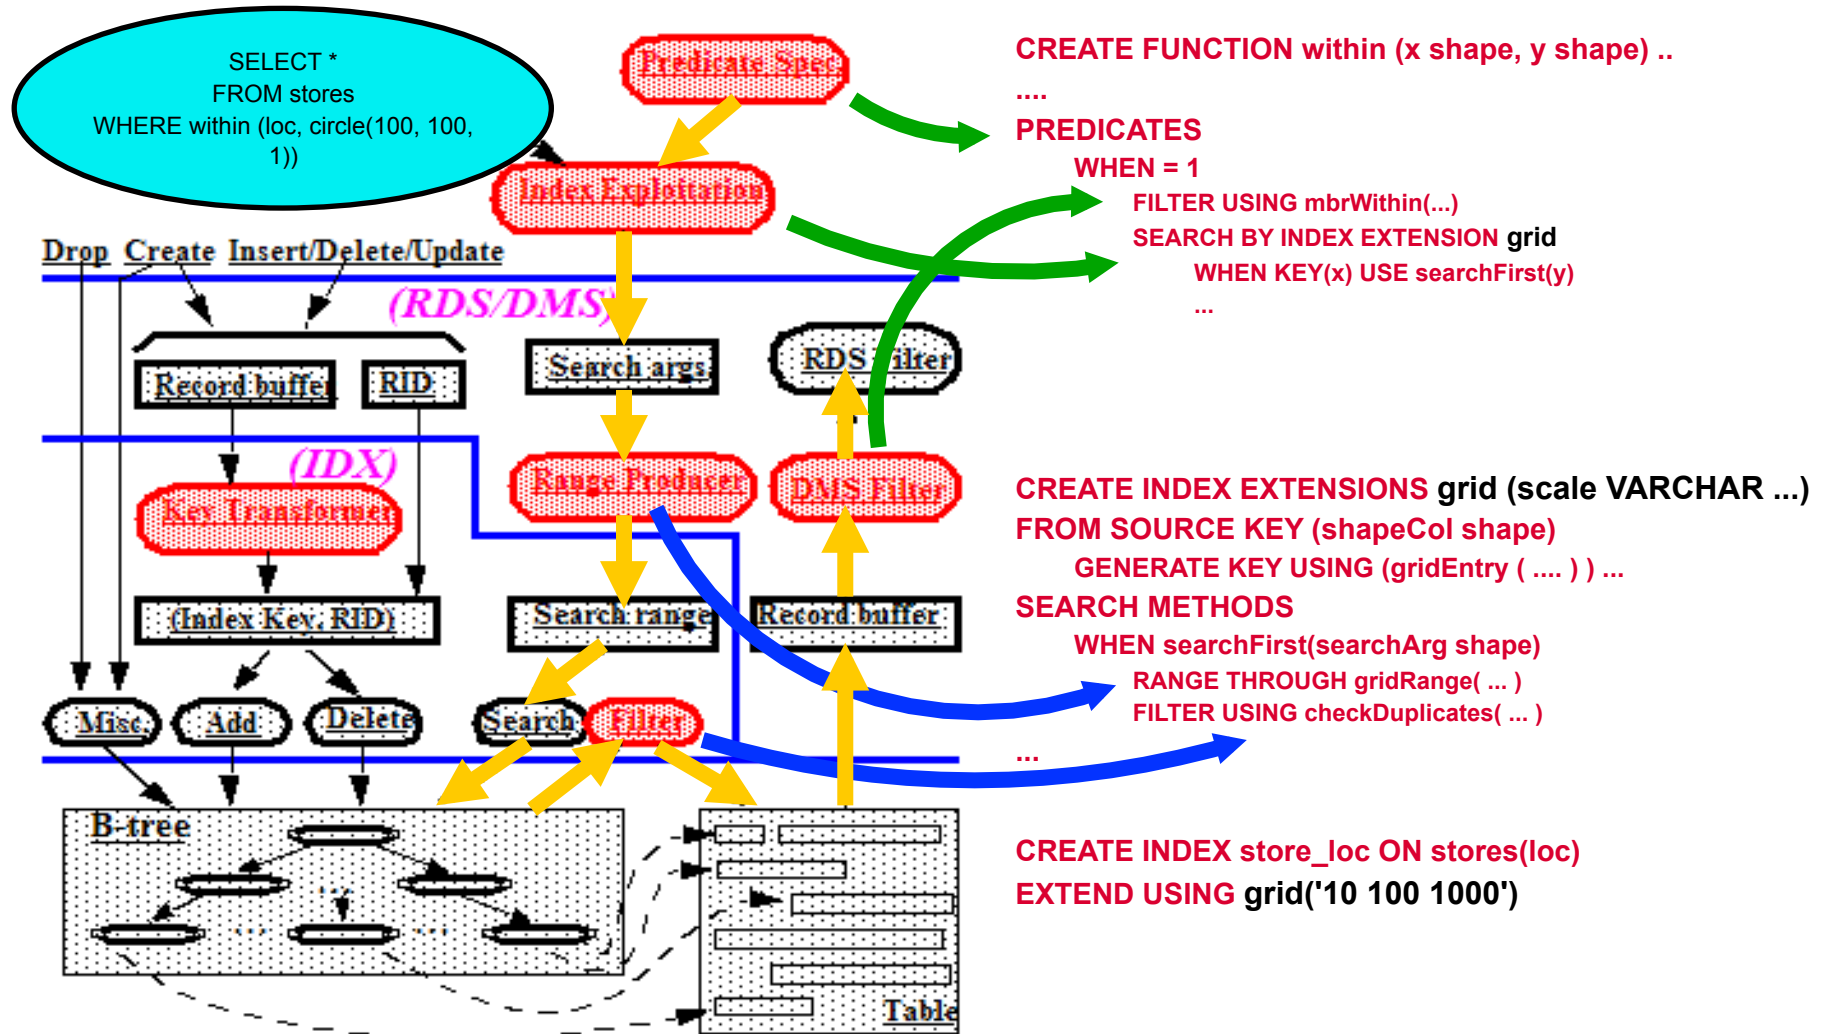 SELECT *
FROM stores
WHERE within (loc, circle(100, 100,
1))
Predicate Spec
Index Exploitation
Drop Create Insert/Delete/Update
(RDS/DMS)
Record buffer
RID
Search args
RDS Filter
(IDX)
Key Transformer
Range Producer
DMS Filter
(Index Key, RID)
Search range
Record buffer
Misc
Add
Delete
Search
Filter
B-tree
...
... ...
Table
CREATE FUNCTION within (x shape, y shape) ..
....
PREDICATES
WHEN = 1
FILTER USING mbrWithin(...)
SEARCH BY INDEX EXTENSION grid
WHEN KEY(x) USE searchFirst(y)
...
CREATE INDEX EXTENSIONS grid (scale VARCHAR ...)
FROM SOURCE KEY (shapeCol shape)
GENERATE KEY USING (gridEntry ( .... ) ) ...
SEARCH METHODS
WHEN searchFirst(searchArg shape)
RANGE THROUGH gridRange( ... )
FILTER USING checkDuplicates( ... )
...
CREATE INDEX store_loc ON stores(loc)
EXTEND USING grid('10 100 1000')